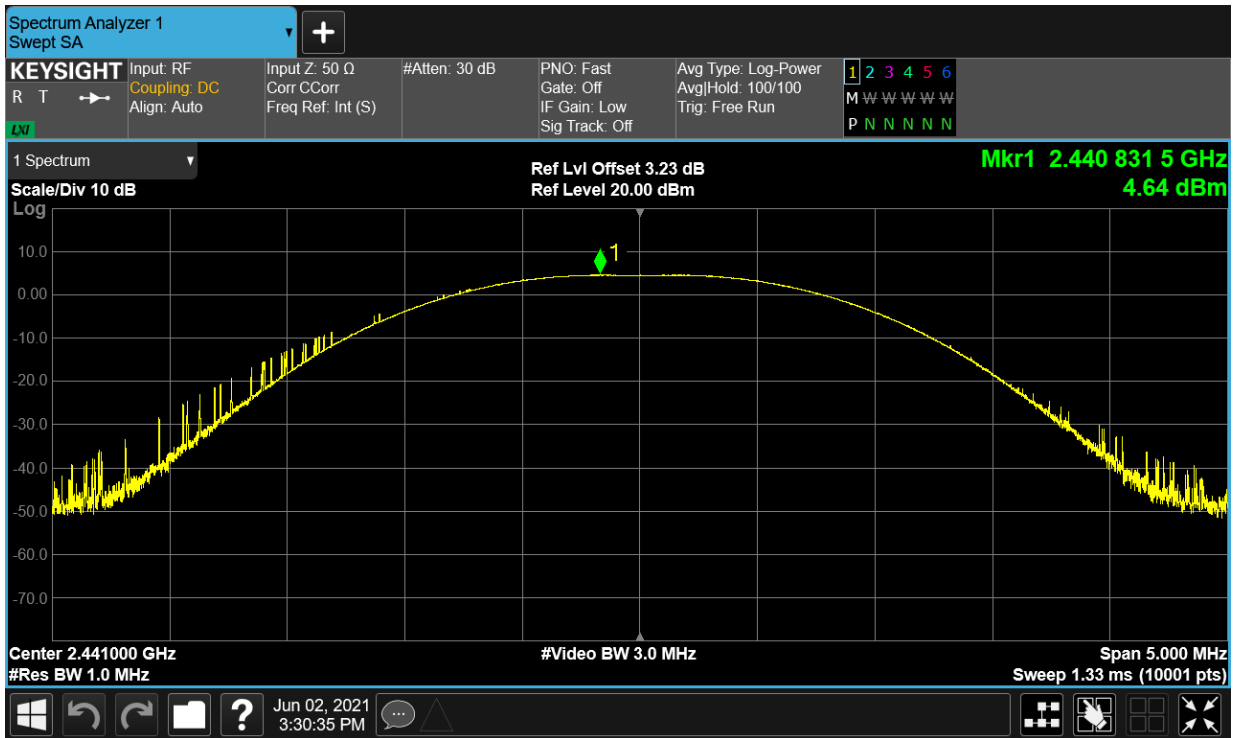 Spectrum Analyzer 1
Swept SA
+
KEYSIGHT
R T
LXI
Input: RF
Coupling: DC
Align: Auto
Input Z: 50 Ω
Corr CCorr
Freq Ref: Int (S)
#Atten: 30 dB
PNO: Fast
Gate: Off
IF Gain: Low
Sig Track: Off
Avg Type: Log-Power
Avg|Hold: 100/100
Trig: Free Run
1 2 3 4 5 6
M W W W W W
P N N N N N N
1 Spectrum
Scale/Div 10 dB
Log
Ref Lvl Offset 3.23 dB
Ref Level 20.00 dBm
Mkr1 2.440 831 5 GHz
4.64 dBm
1
10.0
0.00
-10.0
-20.0
-30.0
-40.0
-50.0
-60.0
-70.0
Center 2.441000 GHz
#Res BW 1.0 MHz
#Video BW 3.0 MHz
Span 5.000 MHz
Sweep 1.33 ms (10001 pts)
?
Jun 02, 2021
3:30:35 PM